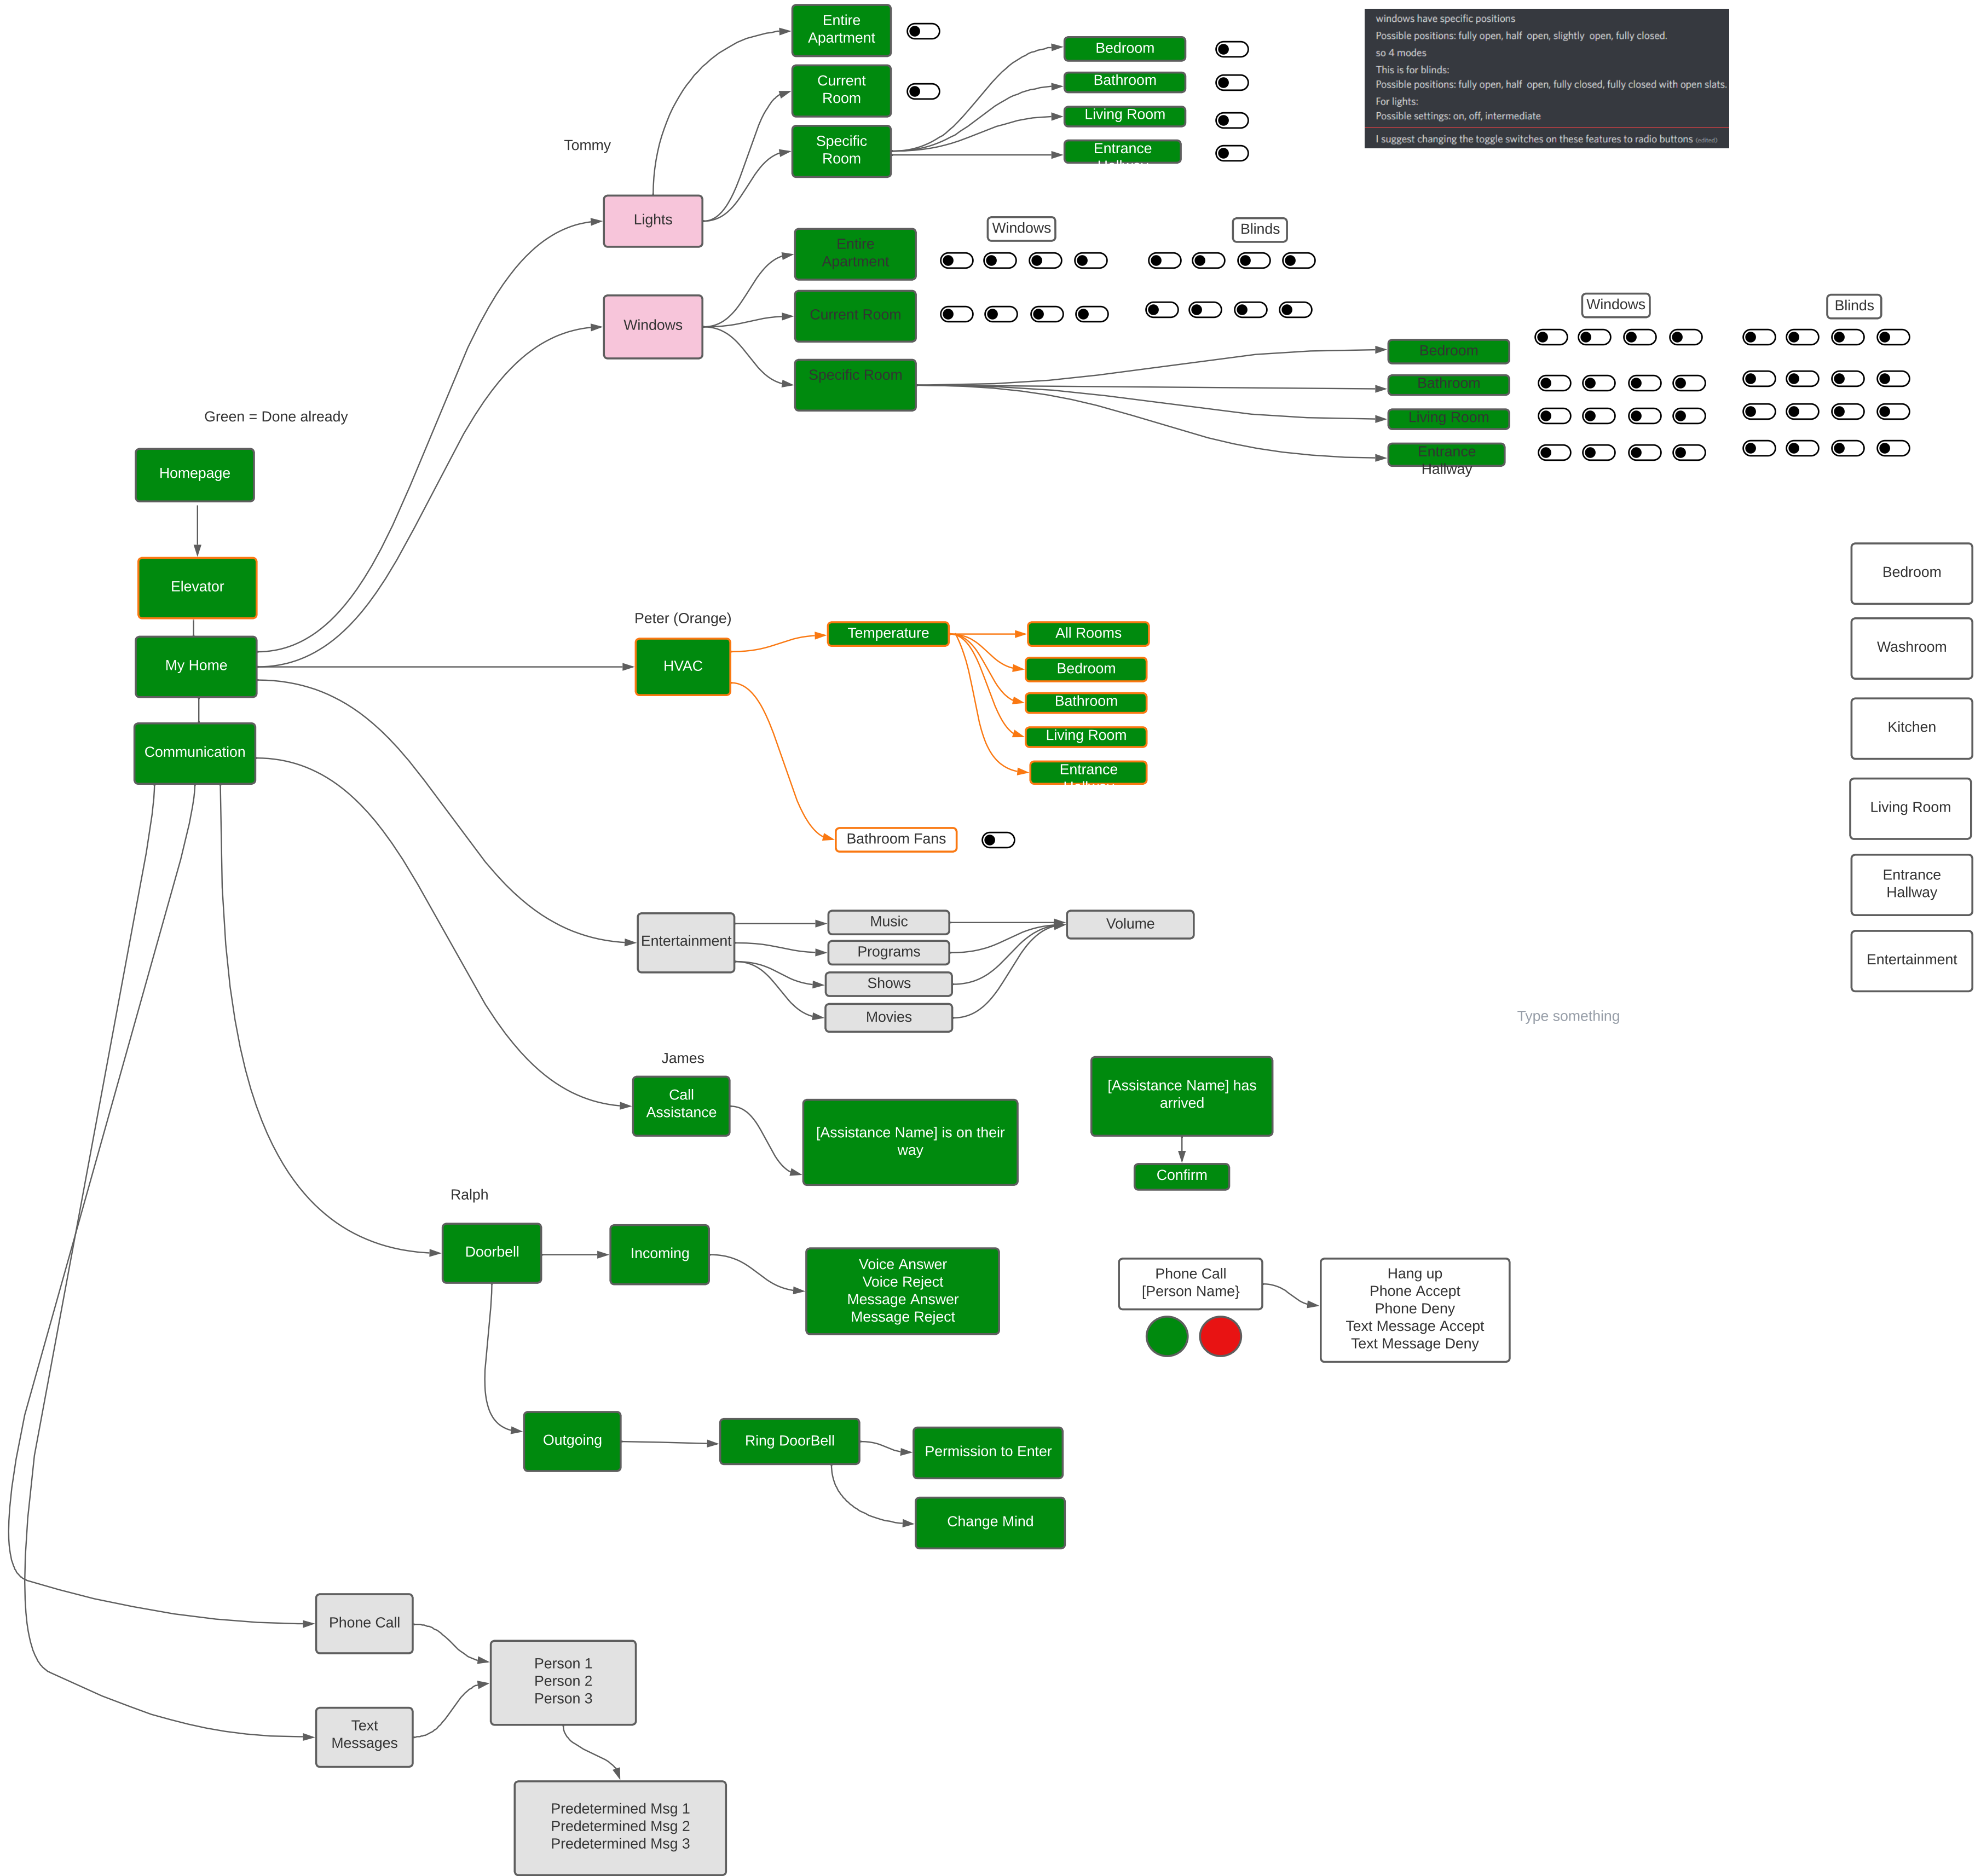 Entire
Apartment
Current
Room
Specific
Room
Bedroom
Bathroom
Living Room
Entrance
Hallway
windows have specific positions
Possible positions: fully open, half open, slightly open, fully closed.
so 4 modes
This is for blinds:
Possible positions: fully open, half open, fully closed, fully closed with open slats.
For lights:
Possible settings: on, off, intermediate
I suggest changing the toggle switches on these features to radio buttons (edited)
Tommy
Lights
Windows
Entire
Apartment
Current Room
Specific Room
Windows
Blinds
Windows
Blinds
Bedroom
Bathroom
Living Room
Entrance
Hallway
Green = Done already
Homepage
Elevator
My Home
Communication
Peter (Orange)
HVAC
Temperature
All Rooms
Bedroom
Bathroom
Living Room
Entrance
Hallway
Bathroom Fans
Bedroom
Washroom
Kitchen
Living Room
Entrance
Hallway
Entertainment
Entertainment
Music
Programs
Shows
Movies
Volume
Type something
James
Call
Assistance
[Assistance Name] is on their
way
[Assistance Name] has
arrived
Confirm
Ralph
Doorbell
Incoming
Voice Answer
Voice Reject
Message Answer
Message Reject
Phone Call
[Person Name}
Hang up
Phone Accept
Phone Deny
Text Message Accept
Text Message Deny
Outgoing
Ring DoorBell
Permission to Enter
Change Mind
Phone Call
Text
Messages
Person 1
Person 2
Person 3
Predetermined Msg 1
Predetermined Msg 2
Predetermined Msg 3